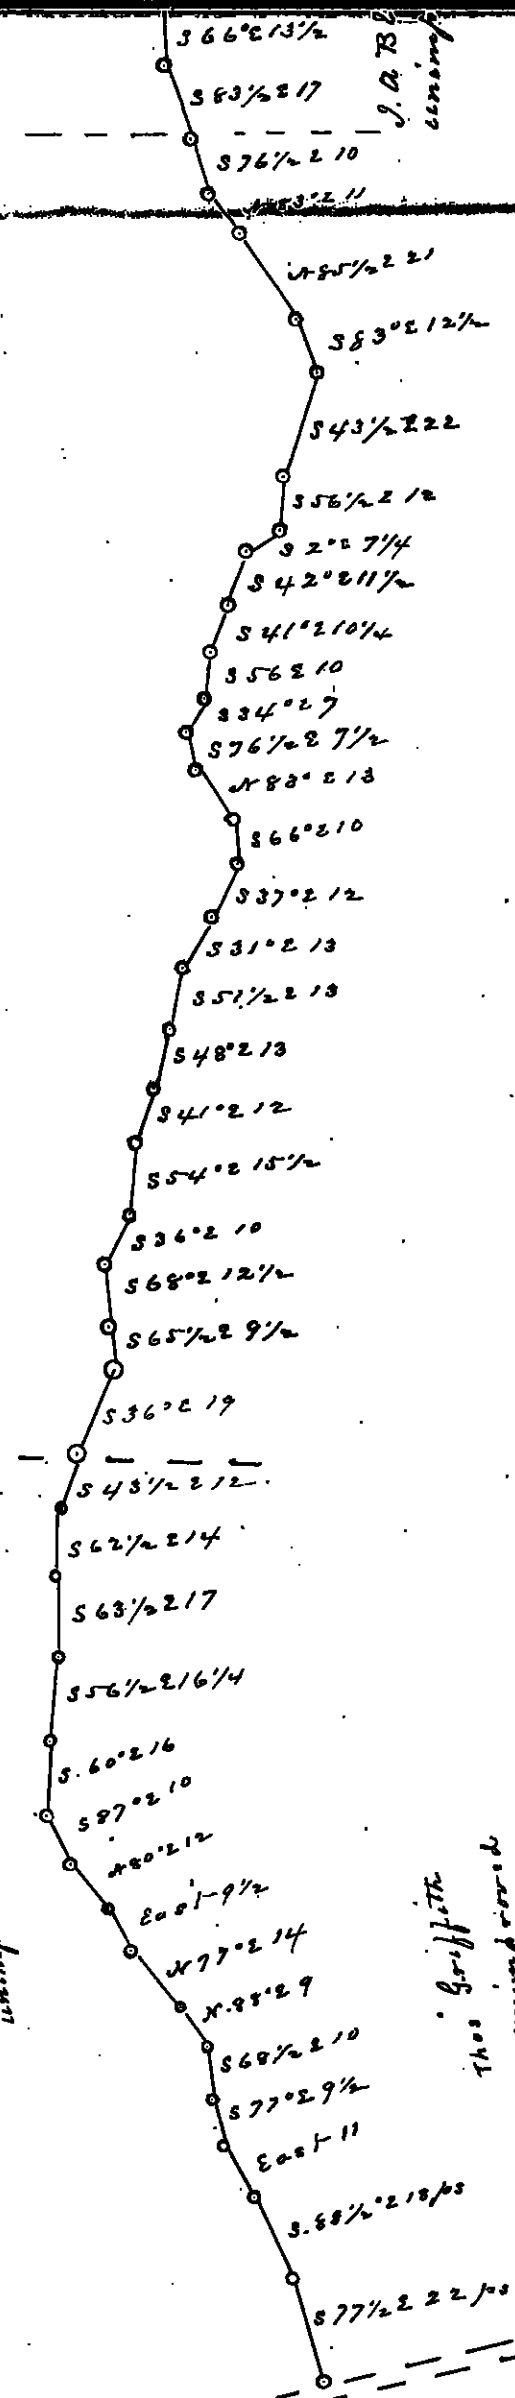 S 66° E 13½
S 83½ E 17
J. A. B
S 76½ E 10
N 83° E 11
N 85½ E 21
S 83° E 12½
S 43½ E 22
S 56½ E 12
S 2° E 7¼
S 42° E 11½
S 41° E 10¼
S 56 E 10
S 34° E 7
S 76½ E 7½
N 83° E 13
S 66° E 10
S 37° E 12
S 31° E 13
S 51½ E 13
S 48° E 13
S 41° E 12
S 54° E 15½
S 36° E 10
S 68° E 12½
S 65½ E 9½
S 36° E 19
S 43½ E 12
S 62½ E 14
S 63½ E 17
S 56½ E 16¼
S. 60° E 16
S 87° E 10
N 80° E 12
East 9½
N 77° E 14
N. 88° E 9
S 68½ E 10
S 77° E 9½
East 11
S. 88½° E 18 ps
S 77½ E 22 ps
Thos Griffith